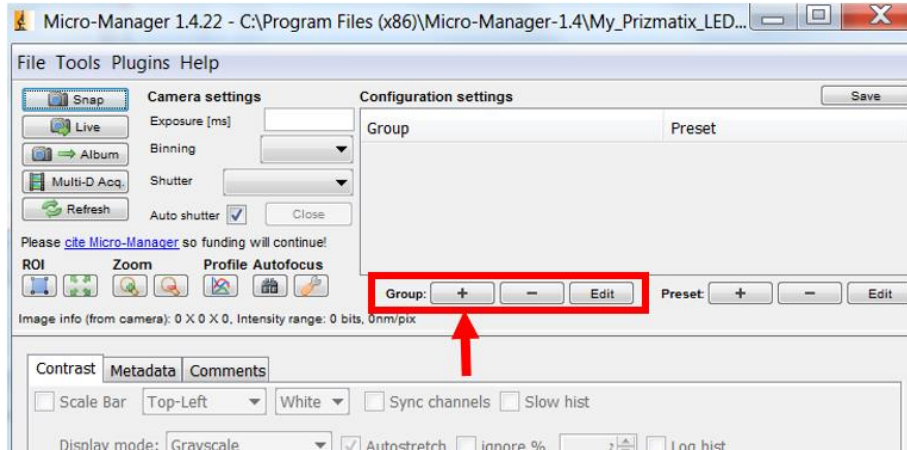 Micro-Manager 1.4.22 - C:\Program Files (x86)\Micro-Manager-1.4\My_Prizmatix_LED...
File Tools Plugins Help
Snap
Live
Album
Multi-D Acq.
Refresh
Camera settings
Exposure [ms]
Binning
Shutter
Auto shutter Close
Configuration settings Save
Group Preset
Please cite Micro-Manager so funding will continue!
ROI Zoom Profile Autofocus
Group: + - Edit Preset: + - Edit
Image info (from camera): 0 X 0 X 0, Intensity range: 0 bits, 0nm/pix
Contrast Metadata Comments
Scale Bar Top-Left White Sync channels Slow hist
Display mode: Grayscale Autostretch ignore % Log hist